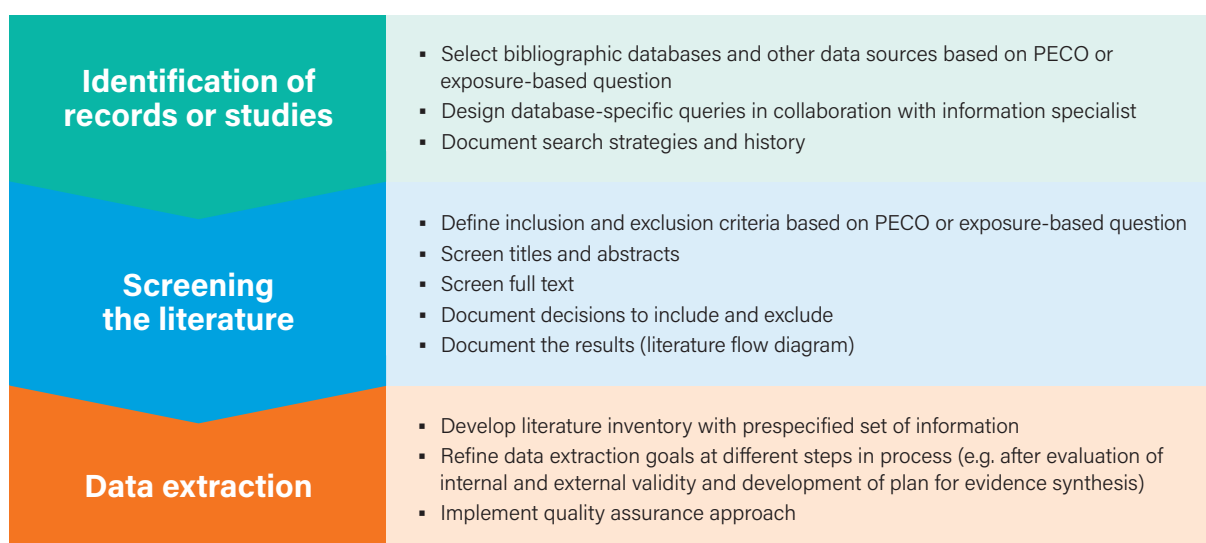 Identification of
records or studies
▪ Select bibliographic databases and other data sources based on PECO or
exposure-based question
▪ Design database-specific queries in collaboration with information specialist
▪ Document search strategies and history
Screening
the literature
▪ Define inclusion and exclusion criteria based on PECO or exposure-based question
▪ Screen titles and abstracts
▪ Screen full text
▪ Document decisions to include and exclude
▪ Document the results (literature flow diagram)
Data extraction
▪ Develop literature inventory with prespecified set of information
▪ Refine data extraction goals at different steps in process (e.g. after evaluation of
internal and external validity and development of plan for evidence synthesis)
▪ Implement quality assurance approach